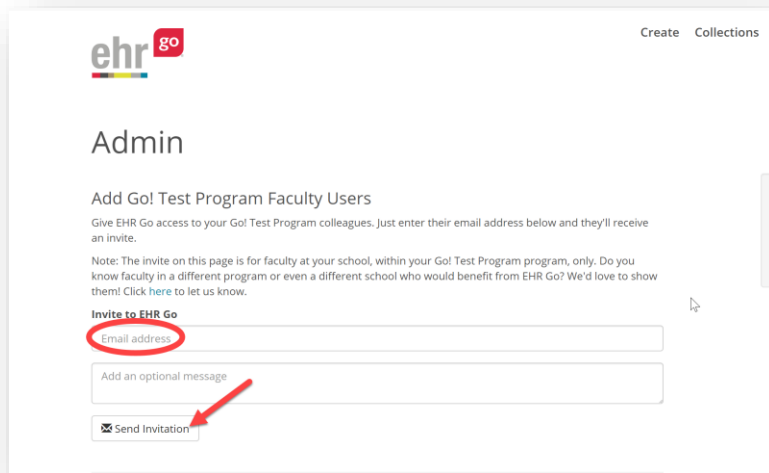 ehr go
Create Collections
Admin
Add Go! Test Program Faculty Users
Give EHR Go access to your Go! Test Program colleagues. Just enter their email address below and they'll receive
an invite.
Note: The invite on this page is for faculty at your school, within your Go! Test Program program, only. Do you
know faculty in a different program or even a different school who would benefit from EHR Go? We'd love to show
them! Click here to let us know.
Invite to EHR Go
Email address
Add an optional message
Send Invitation